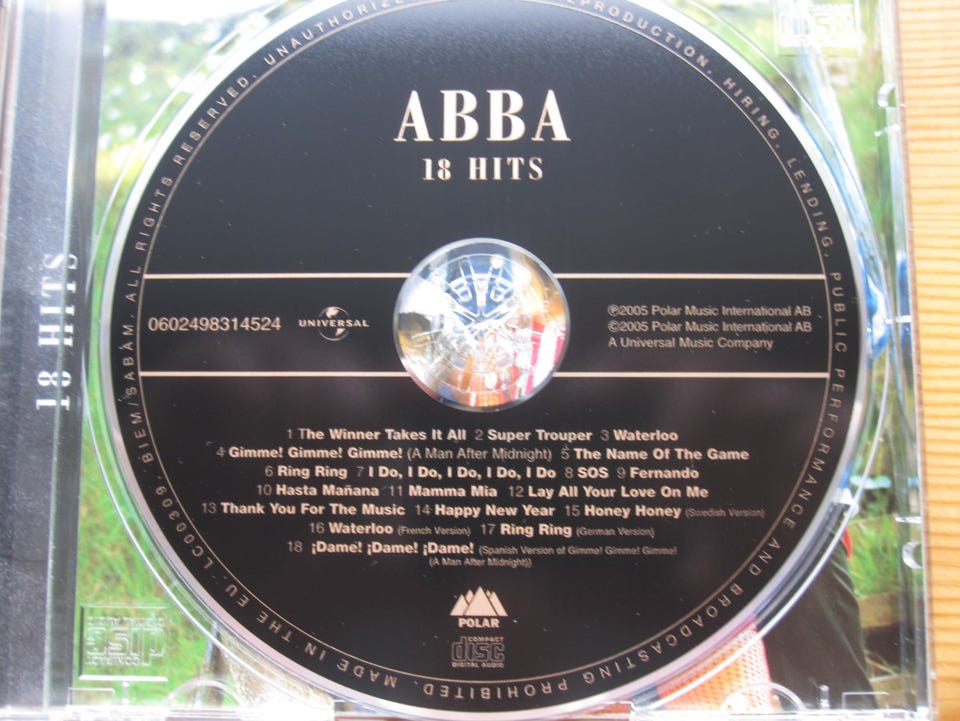 ABBA
18 HITS
0602498314524
UNIVERSAL
℗2005 Polar Music International AB
©2005 Polar Music International AB
A Universal Music Company
1 The Winner Takes It All 2 Super Trouper 3 Waterloo
4 Gimme! Gimme! Gimme! (A Man After Midnight) 5 The Name Of The Game
6 Ring Ring 7 I Do, I Do, I Do, I Do, I Do 8 SOS 9 Fernando
10 Hasta Mañana 11 Mamma Mia 12 Lay All Your Love On Me
13 Thank You For The Music 14 Happy New Year 15 Honey Honey (Swedish Version)
16 Waterloo (French Version) 17 Ring Ring (German Version)
18 ¡Dame! ¡Dame! ¡Dame! (Spanish Version of Gimme! Gimme! Gimme!
(A Man After Midnight))
POLAR
COMPACT
disc
DIGITAL AUDIO
MADE IN THE EU. LC00309. BIEM/SABAM. ALL RIGHTS RESERVED. UNAUTHORIZED REPRODUCTION, HIRING, LENDING, PUBLIC PERFORMANCE AND BROADCASTING PROHIBITED.
18 HITS